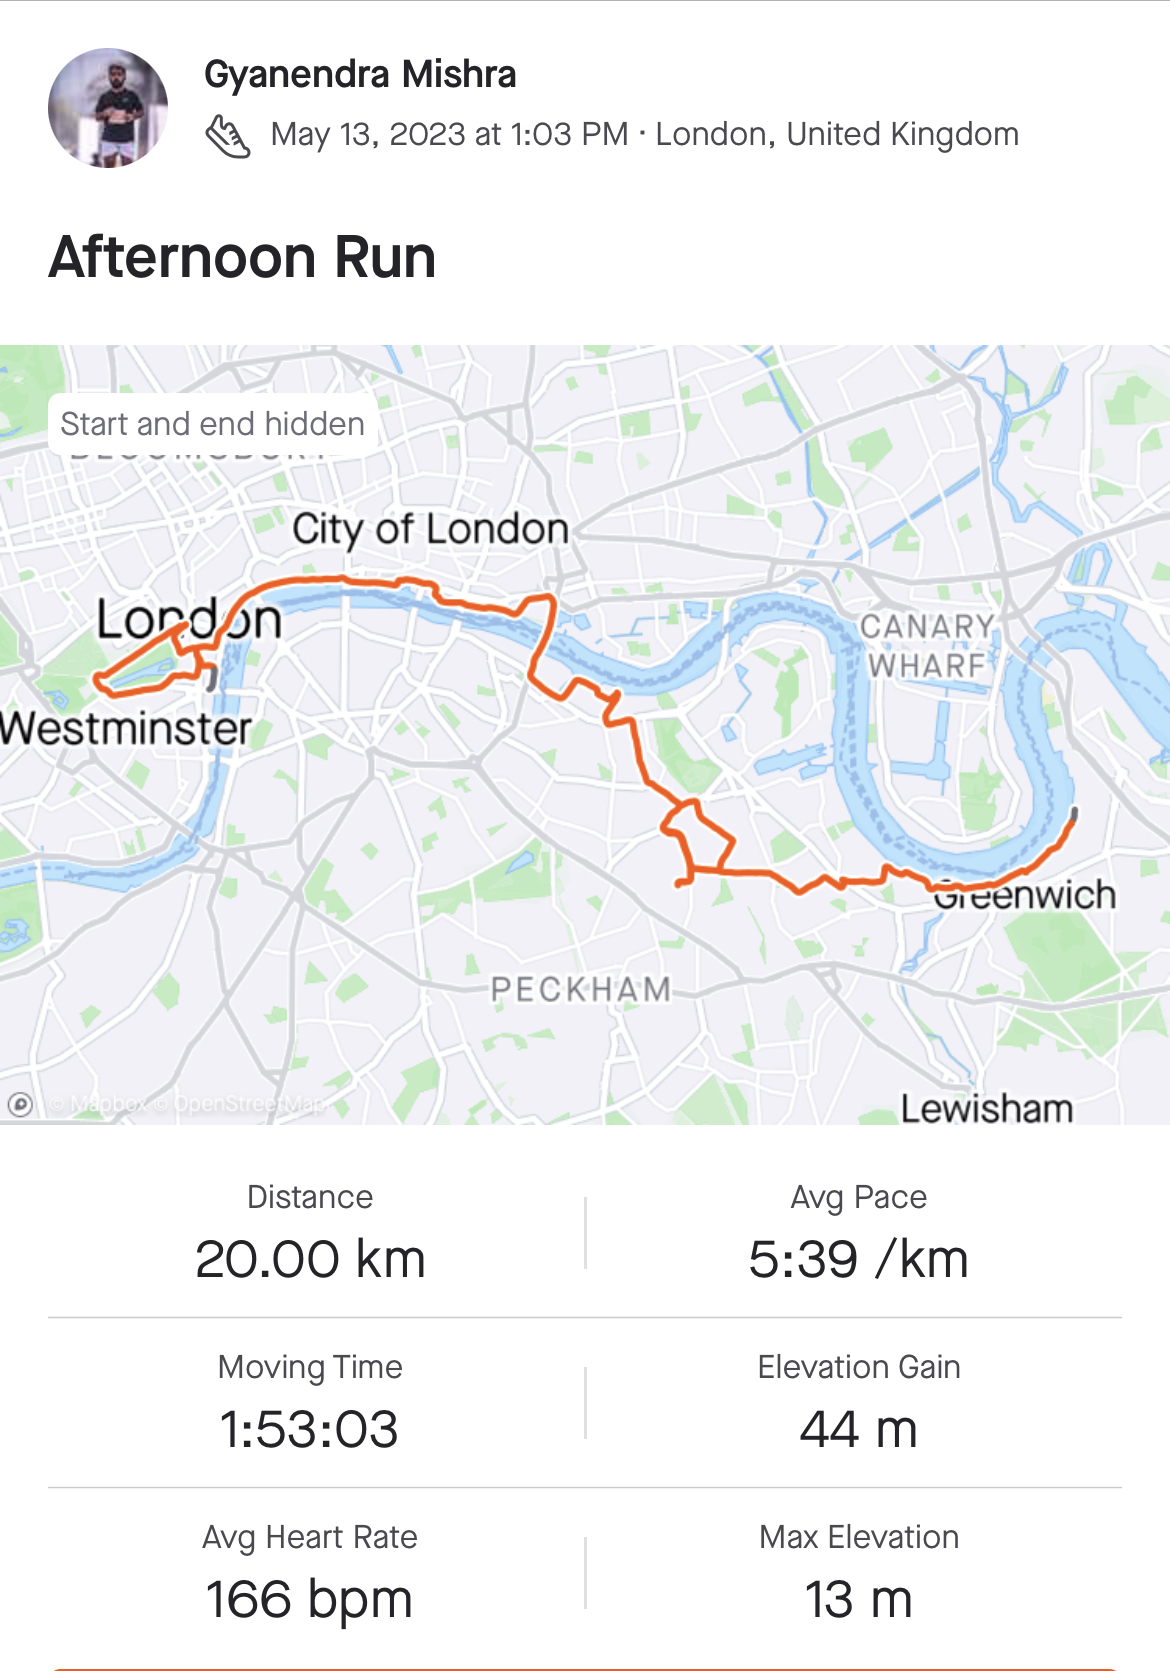 Gyanendra Mishra
May 13, 2023 at 1:03 PM · London, United Kingdom
Afternoon Run
Start and end hidden
City of London
London
CANARY
WHARF
Westminster
Greenwich
PECKHAM
© Mapbox © OpenStreetMap
Lewisham
Distance
20.00 km
Avg Pace
5:39 /km
Moving Time
1:53:03
Elevation Gain
44 m
Avg Heart Rate
166 bpm
Max Elevation
13 m